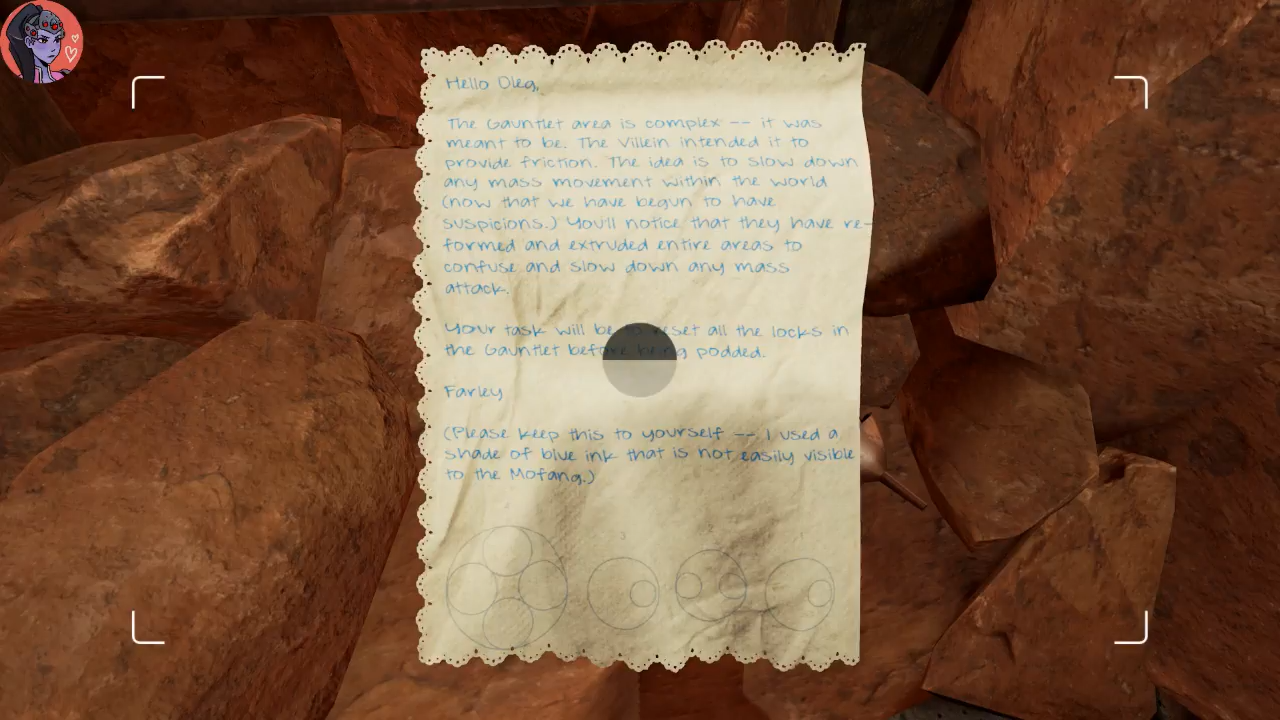 Hello Oleg,
The Gauntlet area is complex -- it was
meant to be. The Villein intended it to
provide friction. The idea is to slow down
any mass movement within the world
(now that we have begun to have
suspicions.) You'll notice that they have re-
formed and extruded entire areas to
confuse and slow down any mass
attack.
Your task will be to reset all the locks in
the Gauntlet before being podded.
Farley
(Please keep this to yourself -- I used a
shade of blue ink that is not easily visible
to the Mofang.)